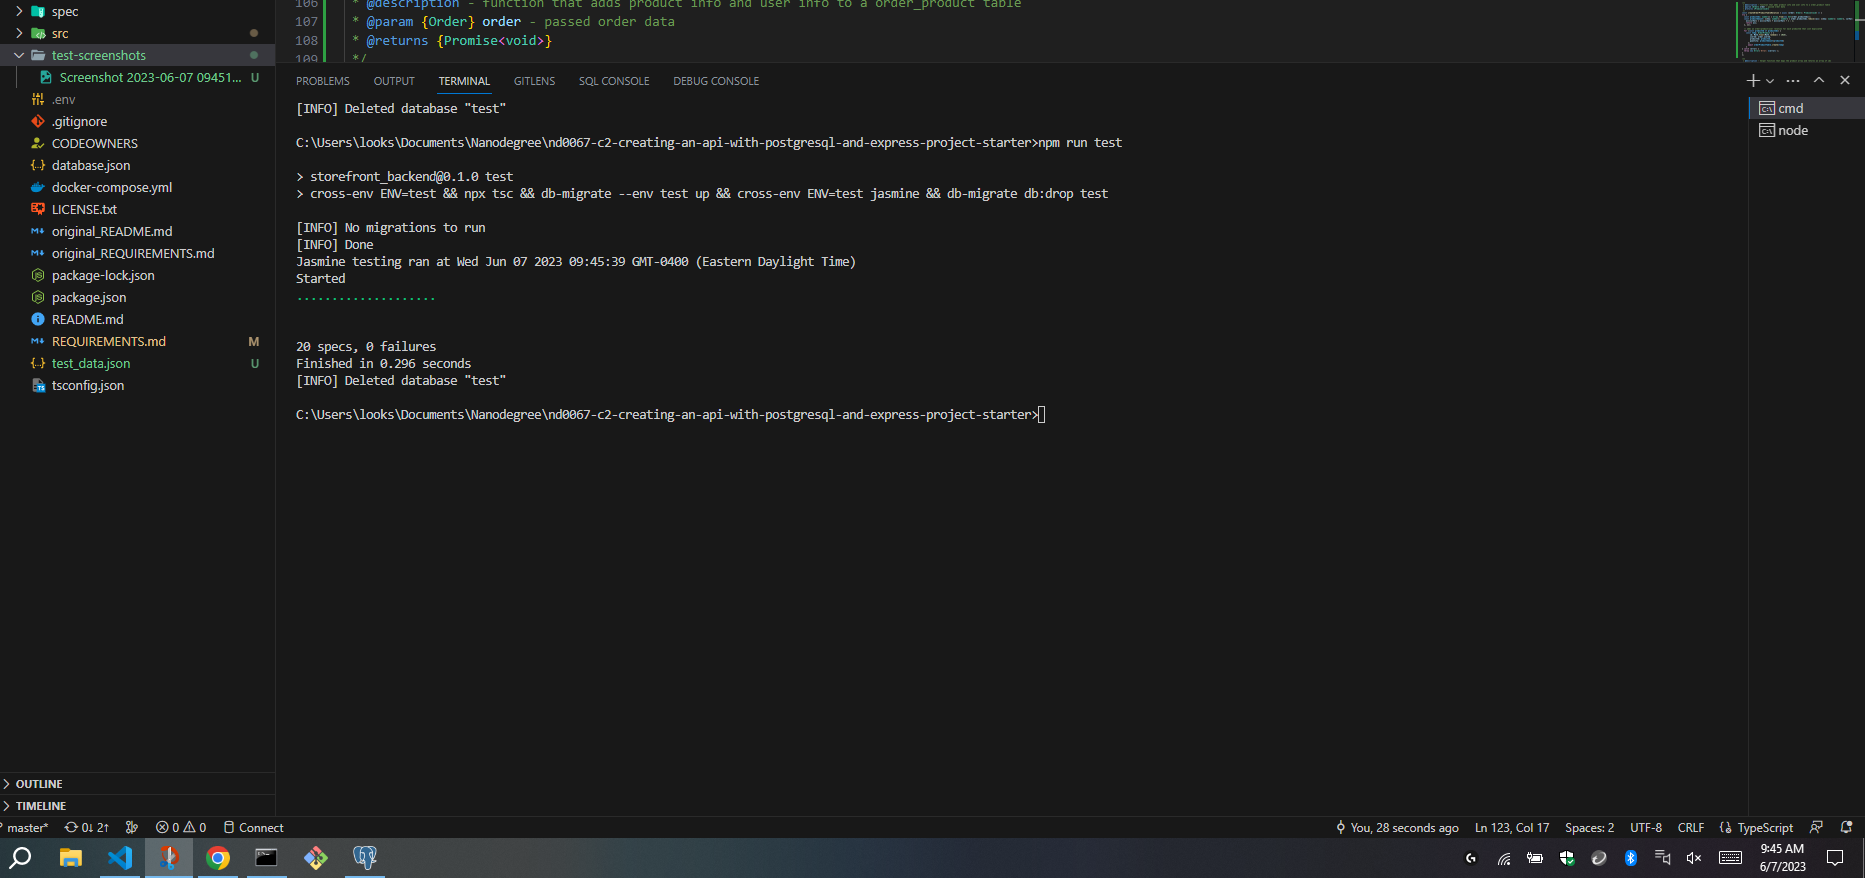 spec
src
test-screenshots
Screenshot 2023-06-07 09451... U
.env
.gitignore
CODEOWNERS
database.json
docker-compose.yml
LICENSE.txt
original_README.md
original_REQUIREMENTS.md
package-lock.json
package.json
README.md
REQUIREMENTS.md M
test_data.json U
tsconfig.json
OUTLINE
TIMELINE
106 * @description - function that adds product info and user info to a order_product table
107 * @param {Order} order - passed order data
108 * @returns {Promise<void>}
109 */
PROBLEMS OUTPUT TERMINAL GITLENS SQL CONSOLE DEBUG CONSOLE
[INFO] Deleted database "test"
C:\Users\looks\Documents\Nanodegree\nd0067-c2-creating-an-api-with-postgresql-and-express-project-starter>npm run test
> storefront_backend@0.1.0 test
> cross-env ENV=test && npx tsc && db-migrate --env test up && cross-env ENV=test jasmine && db-migrate db:drop test
[INFO] No migrations to run
[INFO] Done
Jasmine testing ran at Wed Jun 07 2023 09:45:39 GMT-0400 (Eastern Daylight Time)
Started
....................
20 specs, 0 failures
Finished in 0.296 seconds
[INFO] Deleted database "test"
C:\Users\looks\Documents\Nanodegree\nd0067-c2-creating-an-api-with-postgresql-and-express-project-starter>
cmd
node
master* 0↓ 2↑ 0 0 Connect
You, 28 seconds ago Ln 123, Col 17 Spaces: 2 UTF-8 CRLF TypeScript
9:45 AM
6/7/2023